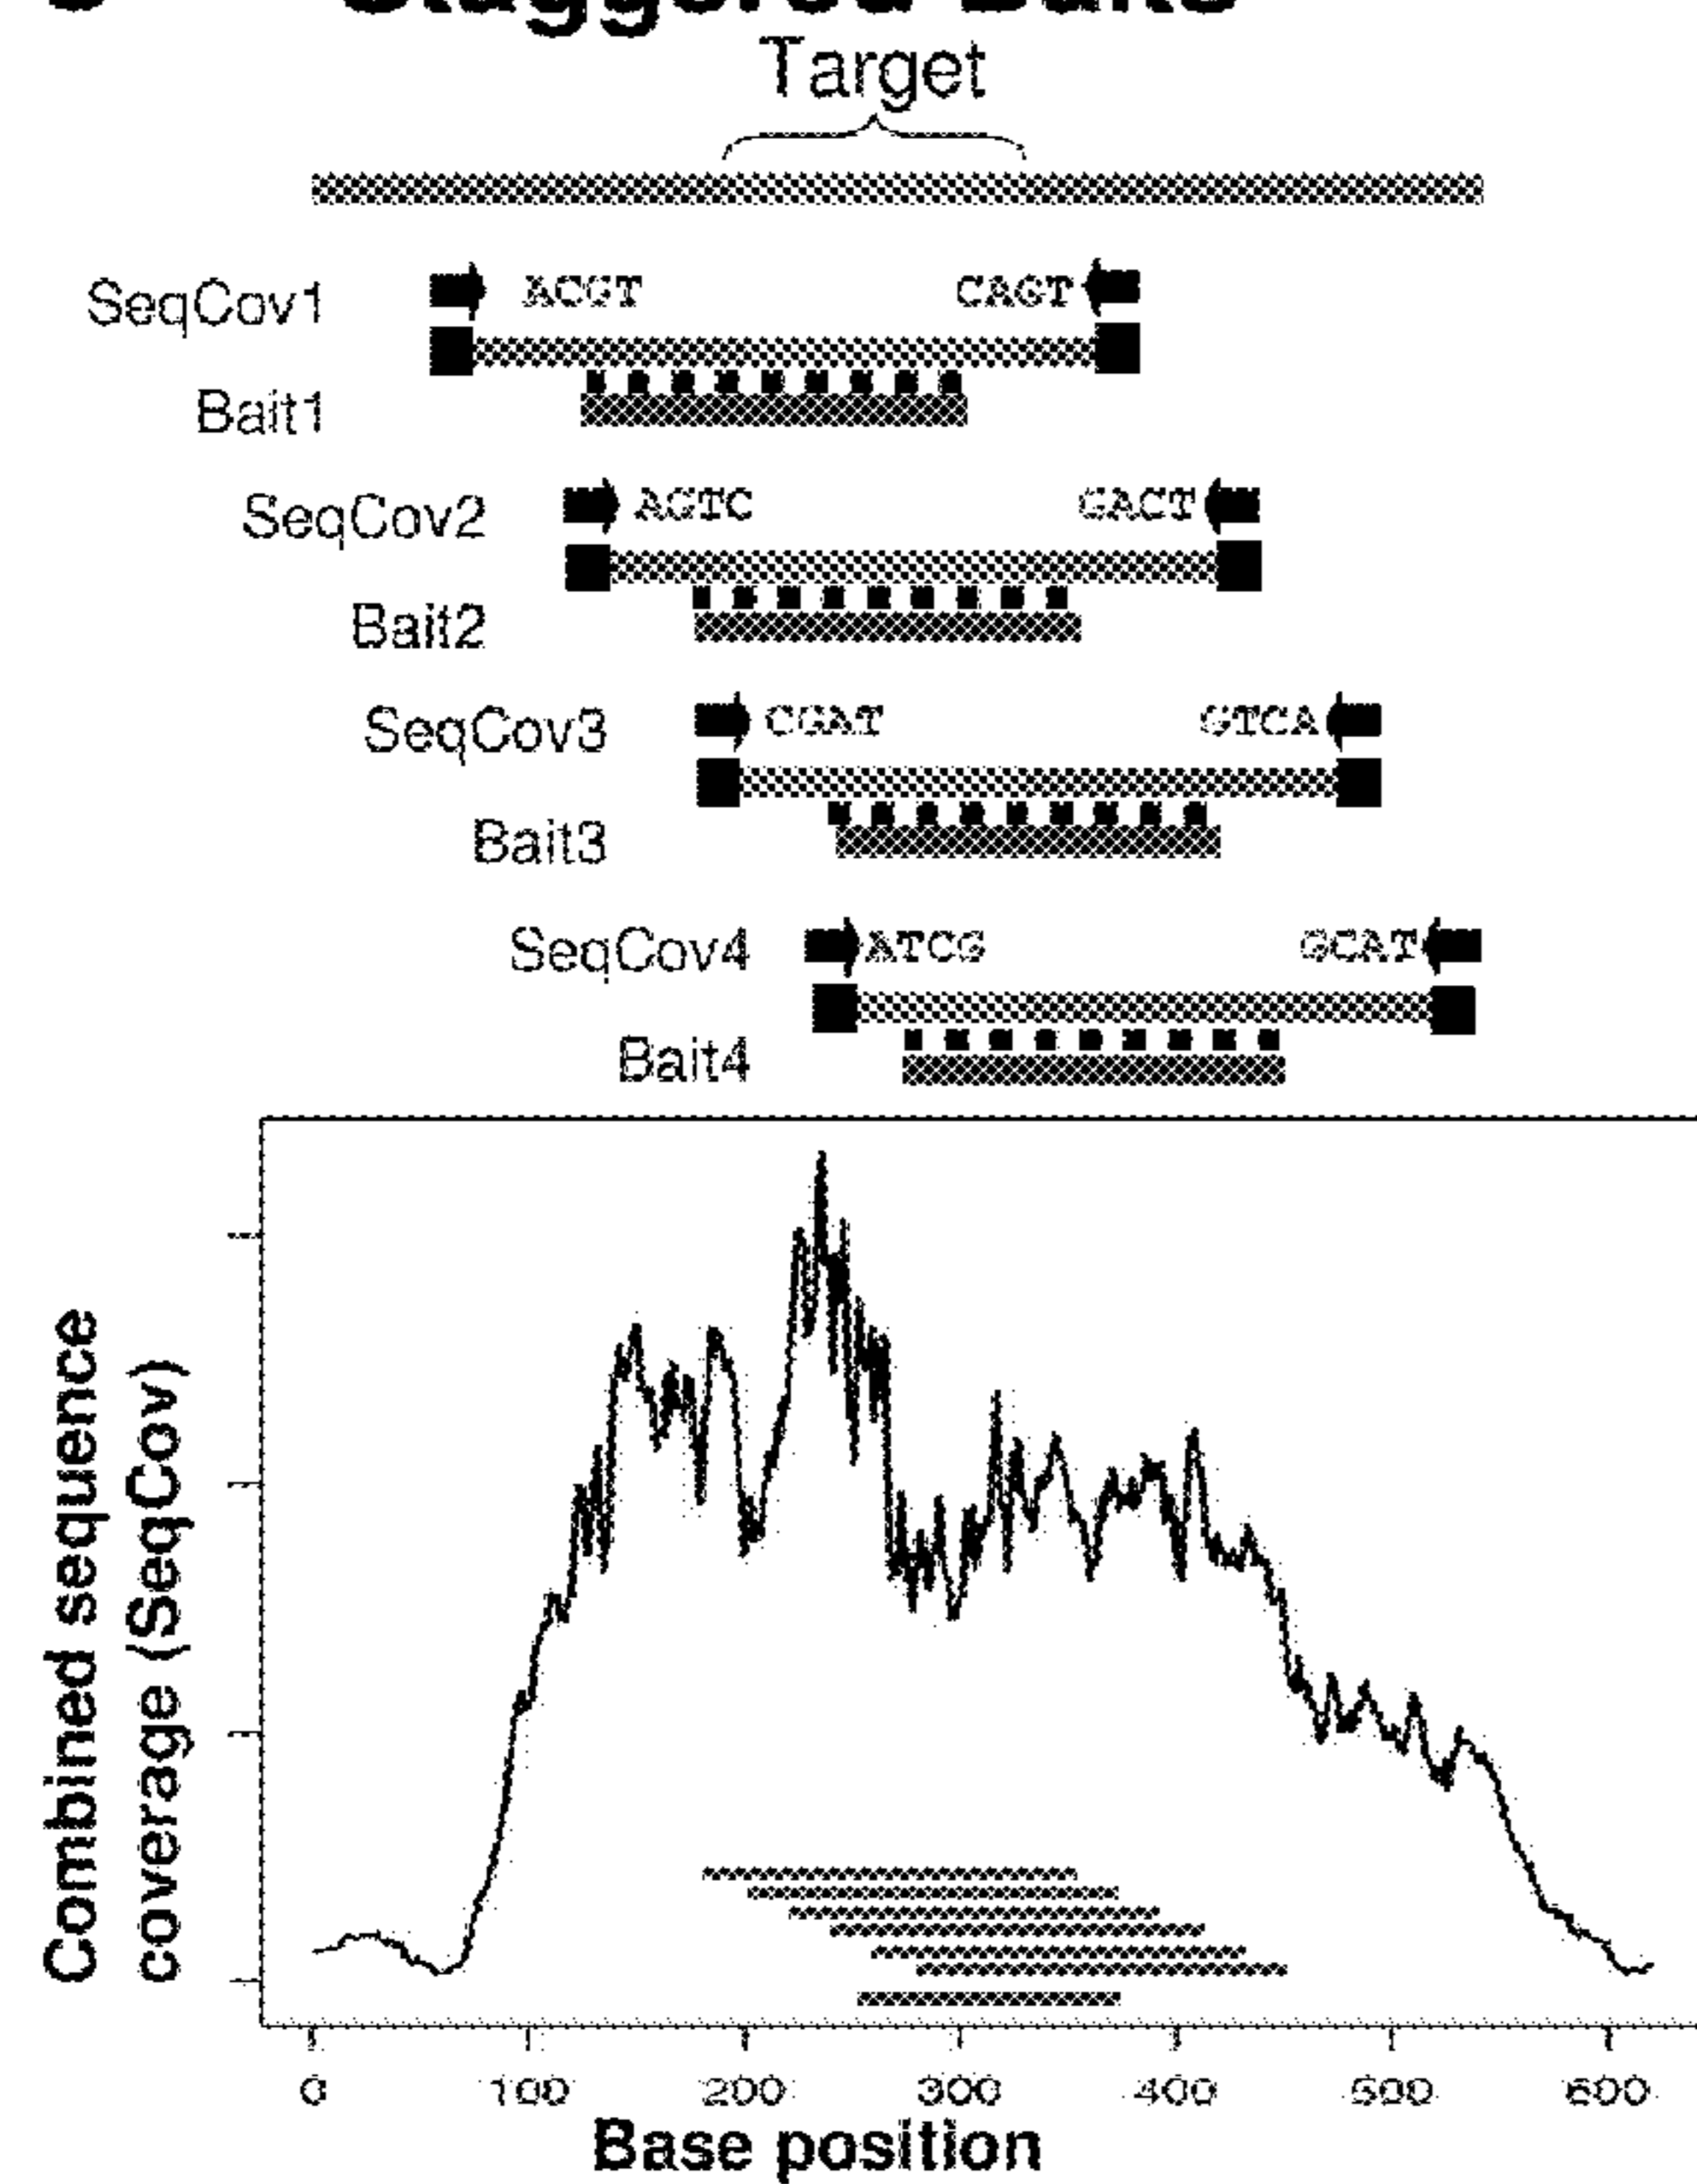 Target
SeqCov1 ACGT CAGT
Bait1
SeqCov2 AGTC GACT
Bait2
SeqCov3 CGAT GTCA
Bait3
SeqCov4 ATCG GCAT
Bait4
Combined sequence
coverage (SeqCov)
0 100 200 300 400 500 600
Base position